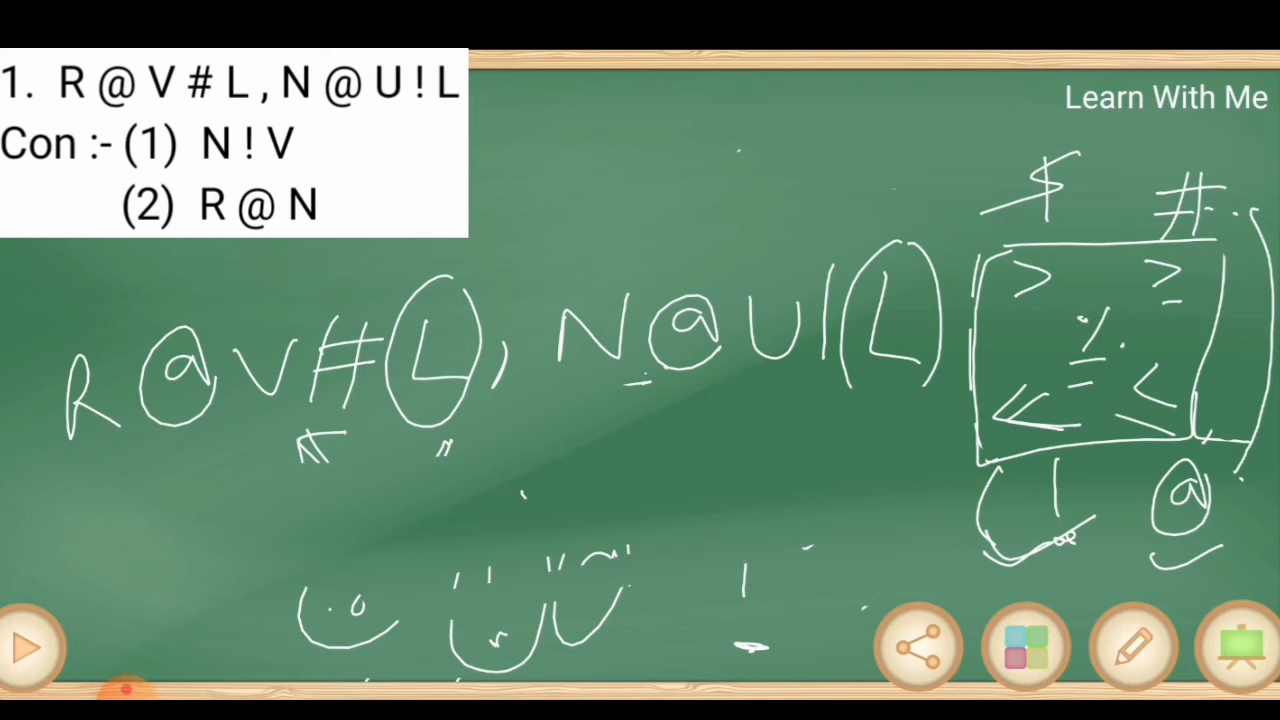 1. R @ V # L , N @ U ! L
Con :- (1) N ! V
(2) R @ N
Learn With Me
$ #
> ≥
% =
< ≤
! @
R @ V # L , N @ U ! L